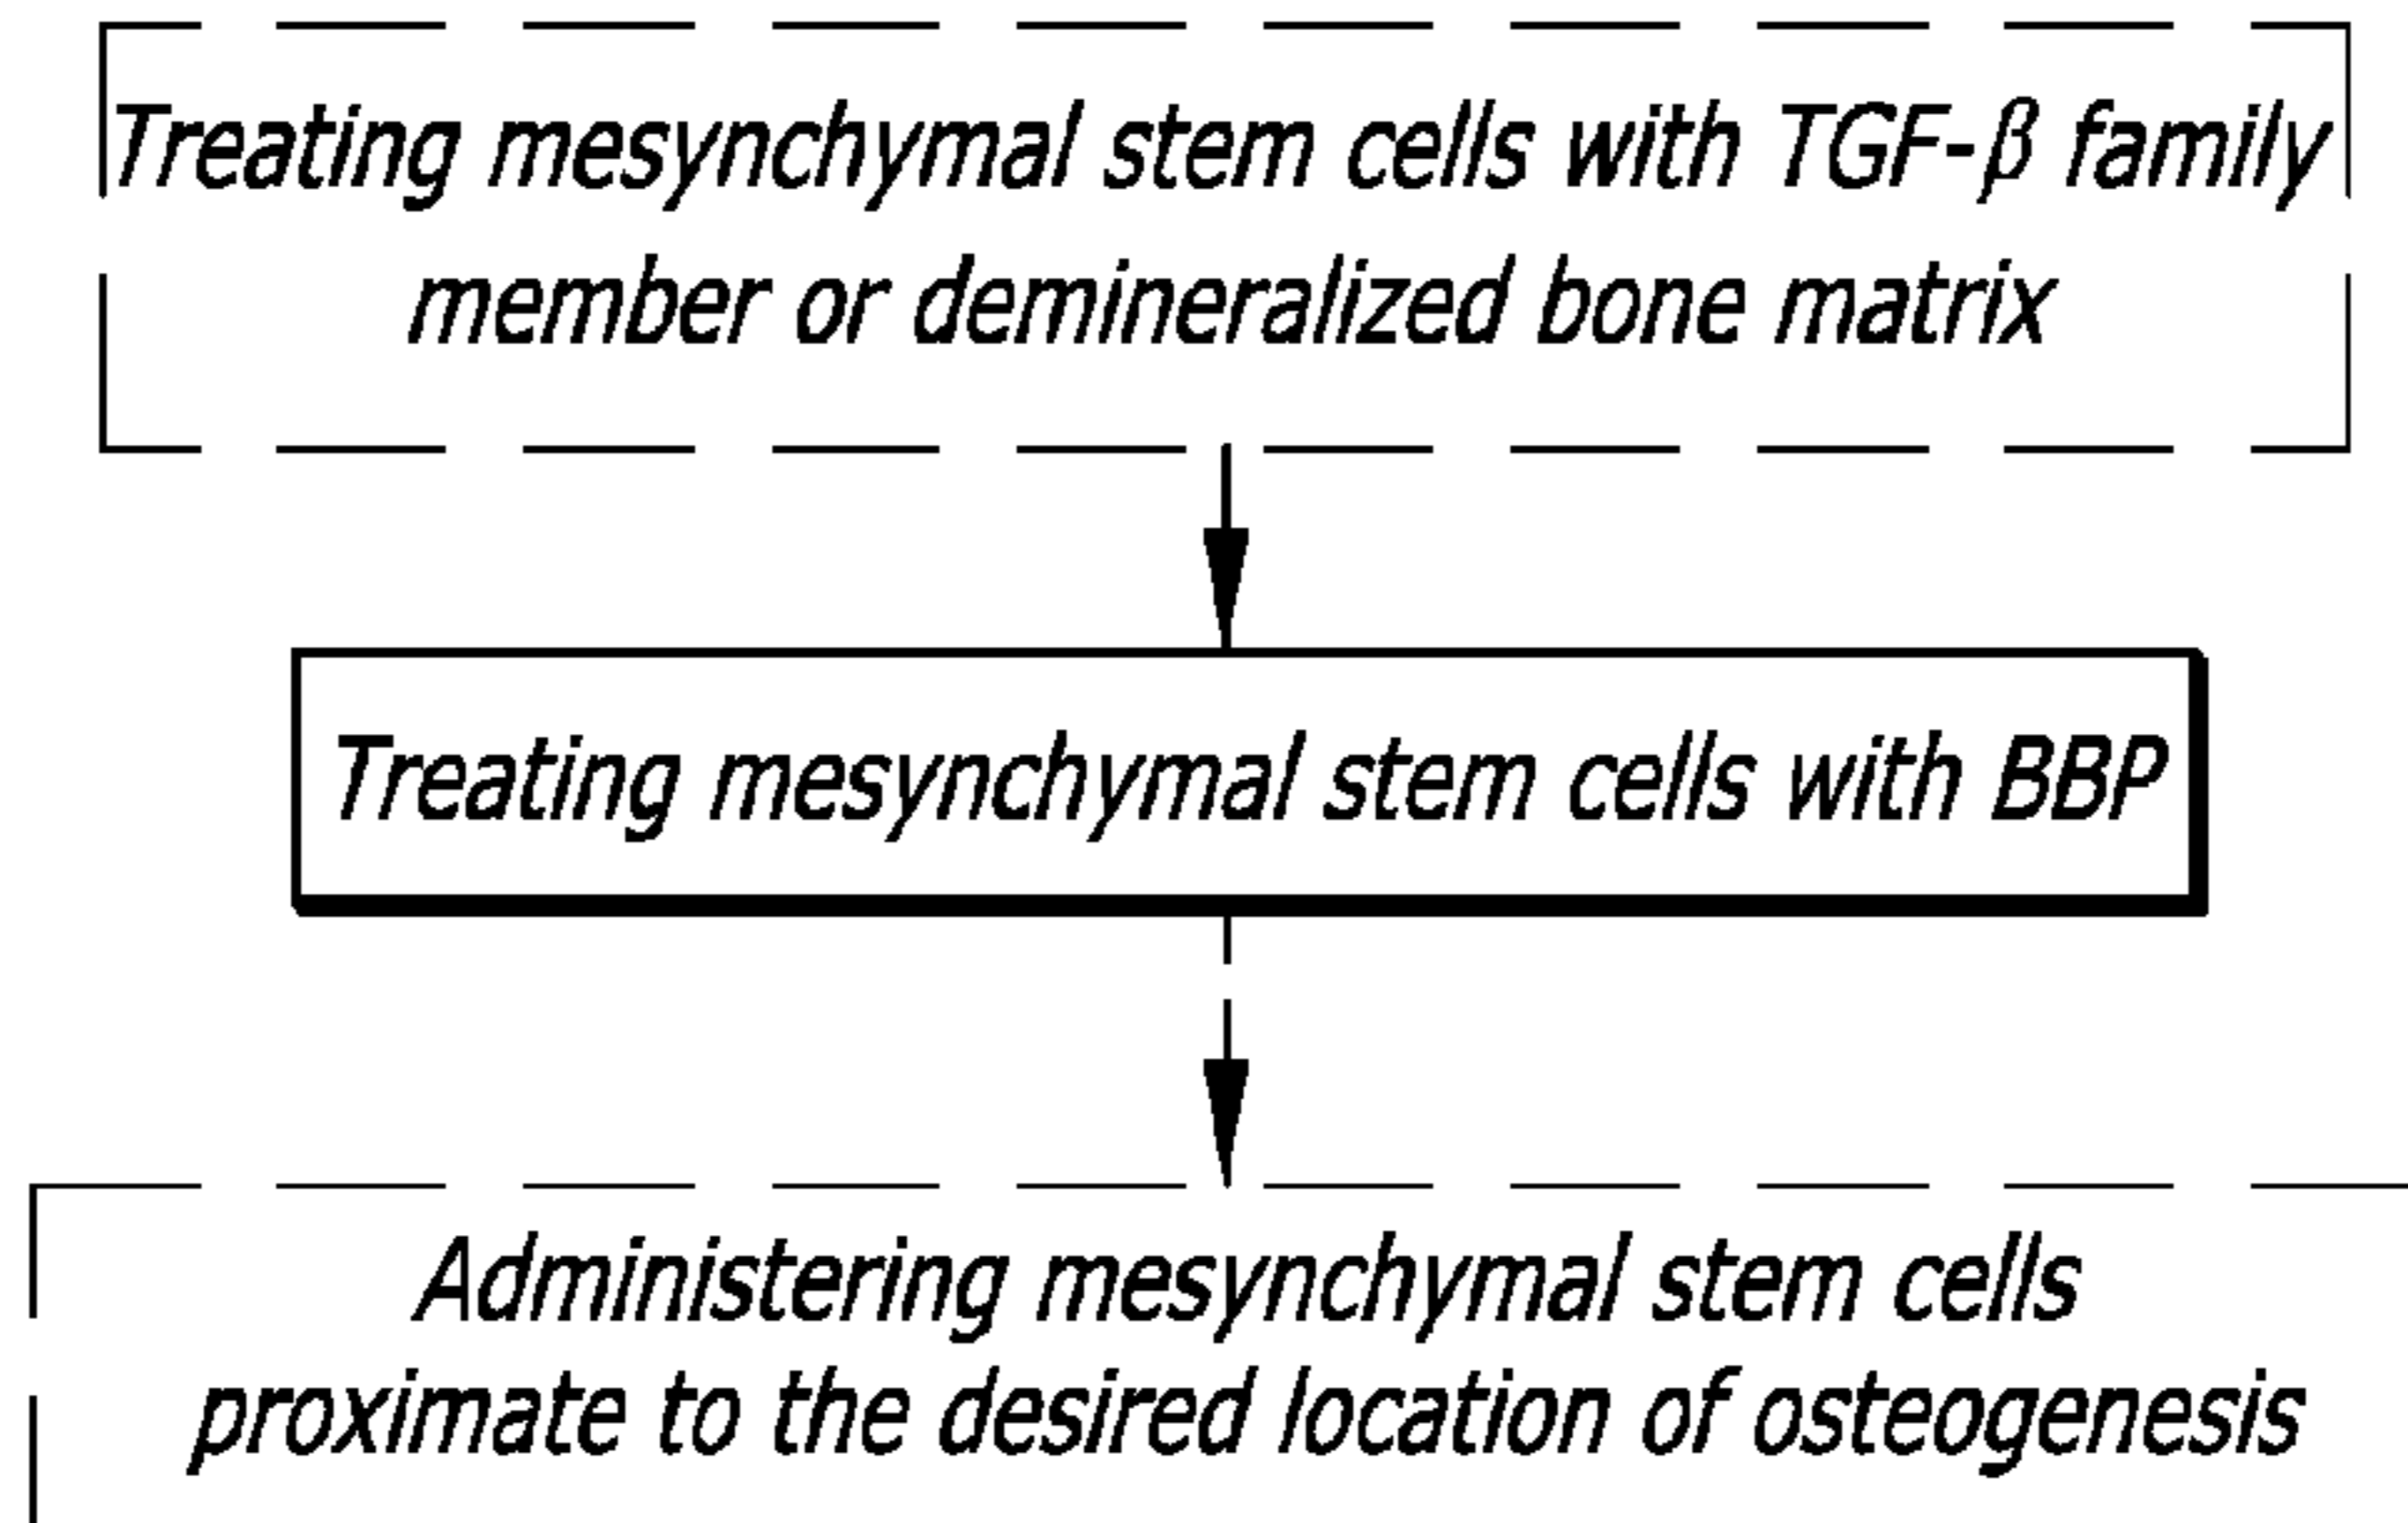 Treating mesynchymal stem cells with TGF-β family
member or demineralized bone matrix
Treating mesynchymal stem cells with BBP
Administering mesynchymal stem cells
proximate to the desired location of osteogenesis